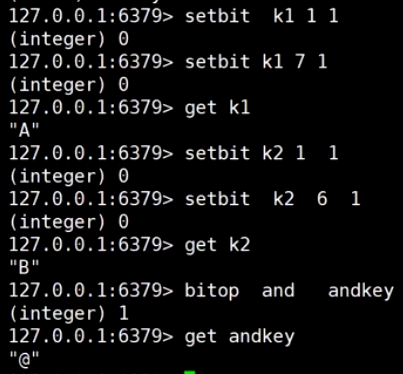 127.0.0.1:6379> setbit  k1 1 1
(integer) 0
127.0.0.1:6379> setbit k1 7 1
(integer) 0
127.0.0.1:6379> get k1
"A"
127.0.0.1:6379> setbit k2 1  1
(integer) 0
127.0.0.1:6379> setbit  k2  6  1
(integer) 0
127.0.0.1:6379> get k2
"B"
127.0.0.1:6379> bitop  and   andkey
(integer) 1
127.0.0.1:6379> get andkey
"@"